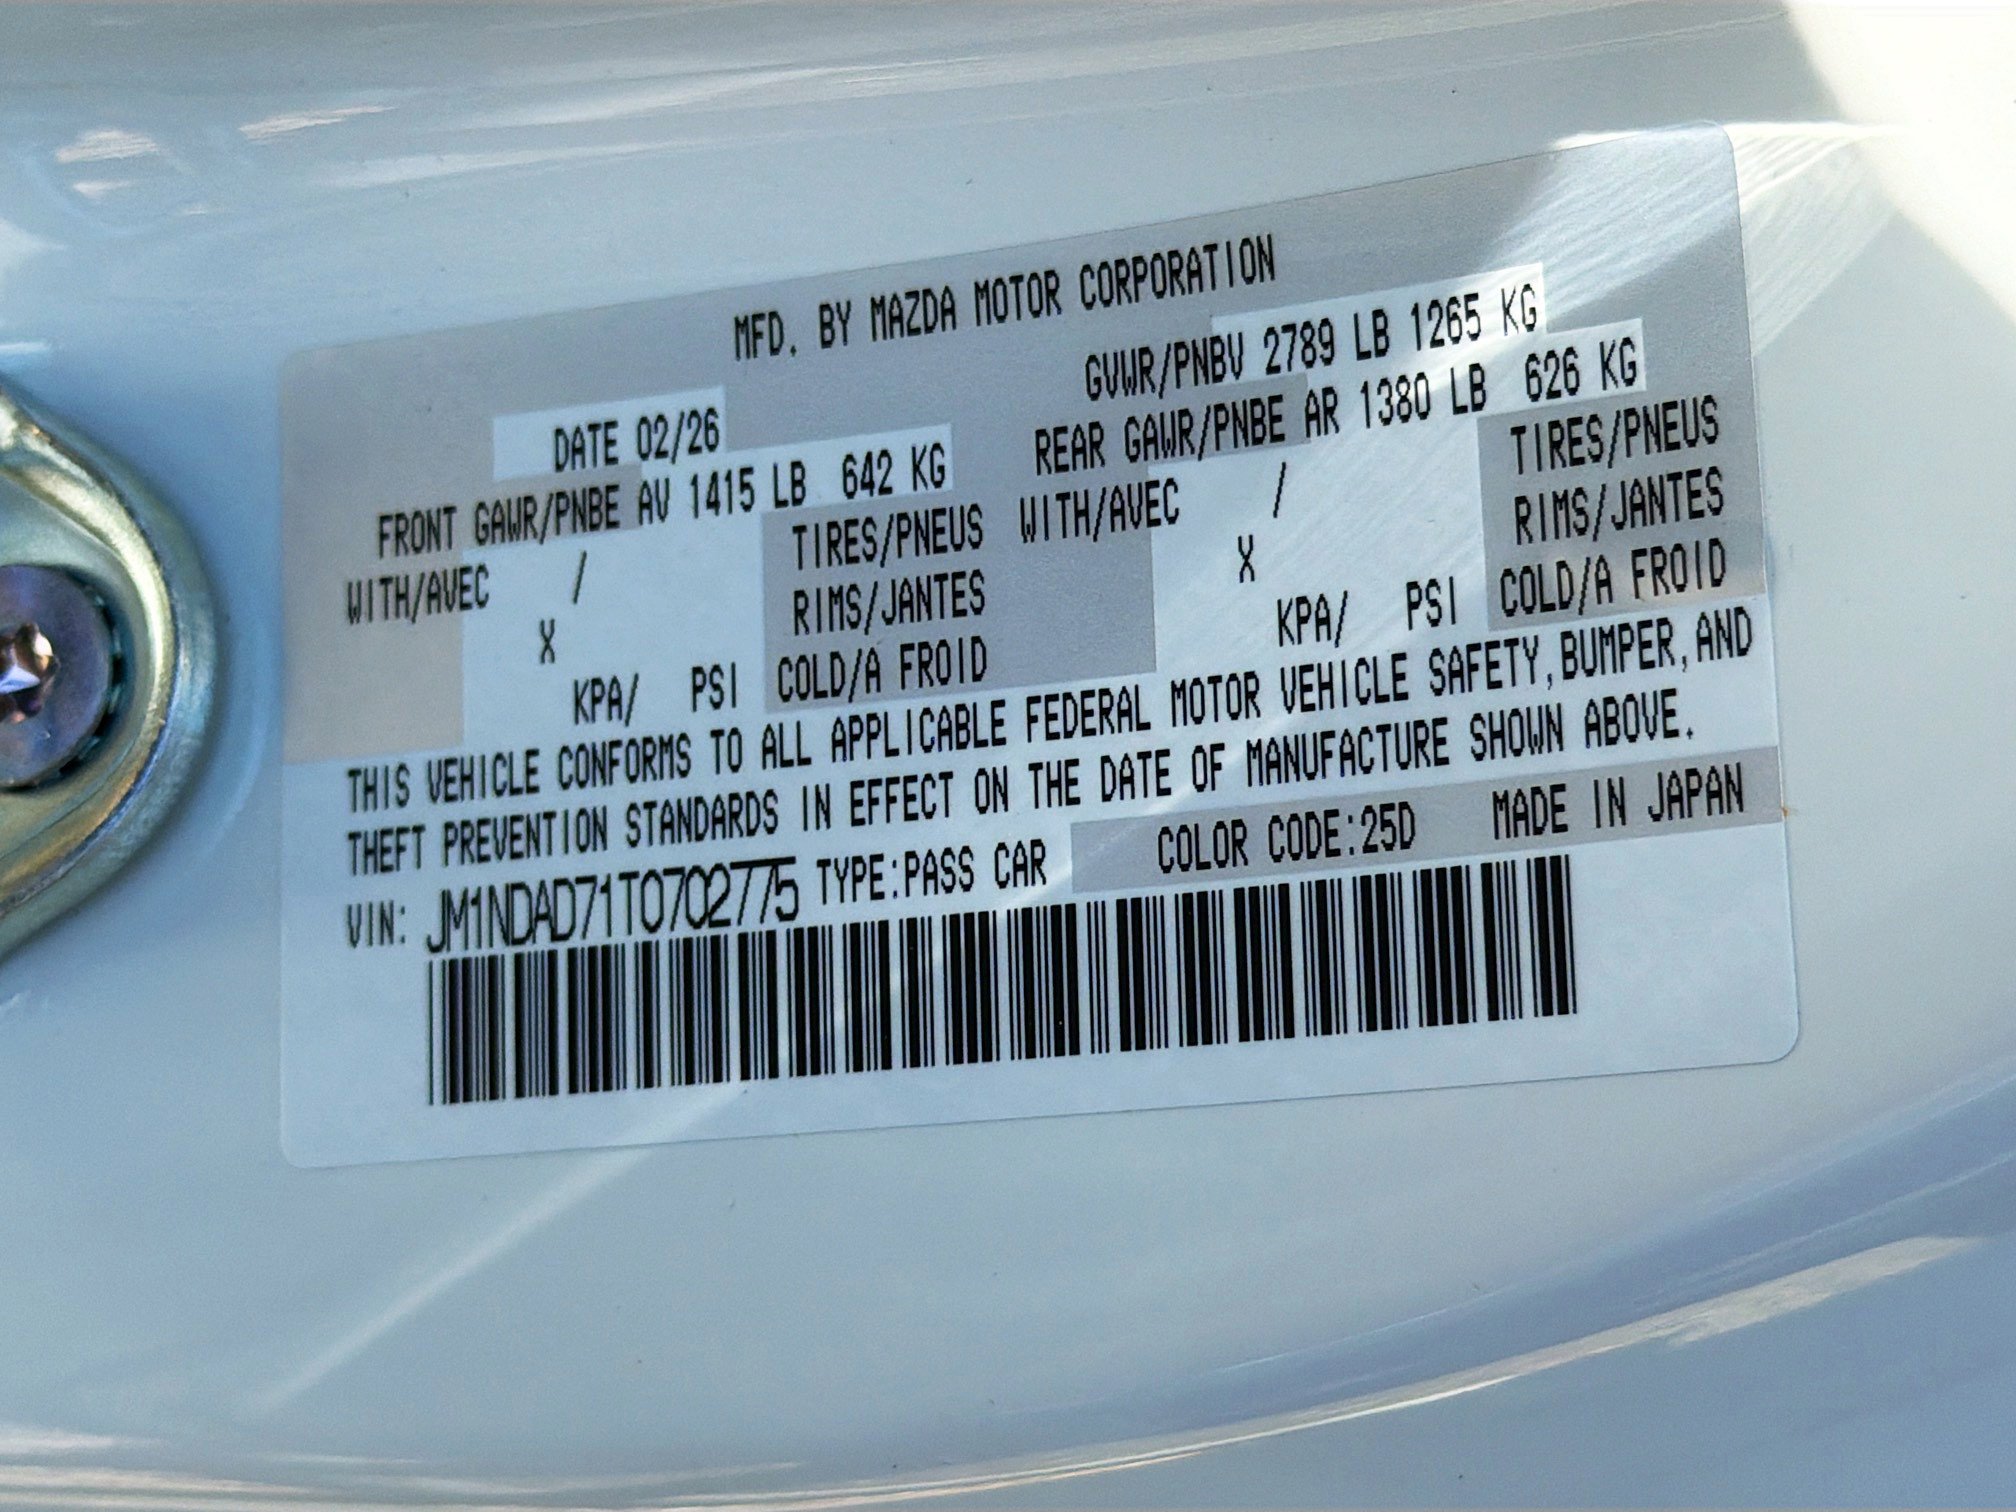 MFD. BY MAZDA MOTOR CORPORATION
DATE 02/26 GVWR/PNBV 2789 LB 1265 KG
FRONT GAWR/PNBE AV 1415 LB 642 KG REAR GAWR/PNBE AR 1380 LB 626 KG
WITH/AVEC / TIRES/PNEUS WITH/AVEC / TIRES/PNEUS
X RIMS/JANTES X RIMS/JANTES
KPA/ PSI COLD/A FROID KPA/ PSI COLD/A FROID
THIS VEHICLE CONFORMS TO ALL APPLICABLE FEDERAL MOTOR VEHICLE SAFETY, BUMPER, AND
THEFT PREVENTION STANDARDS IN EFFECT ON THE DATE OF MANUFACTURE SHOWN ABOVE.
VIN: JM1NDAD71T0702775 TYPE:PASS CAR COLOR CODE:25D MADE IN JAPAN